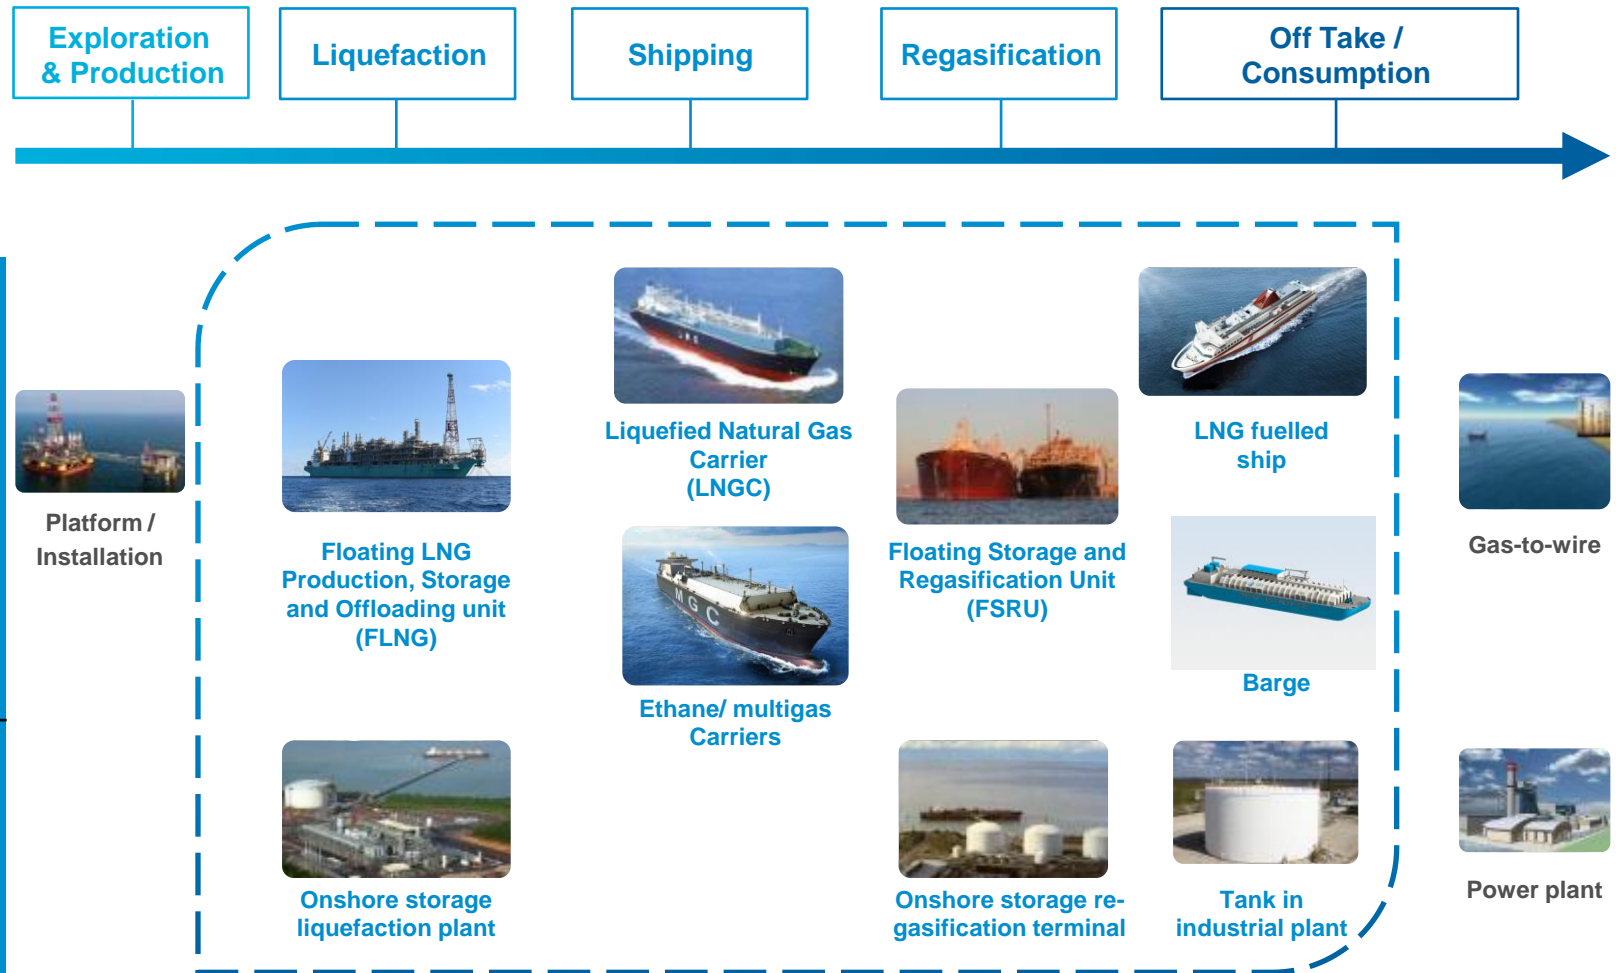 Exploration
& Production
Liquefaction
Shipping
Regasification
Off Take /
Consumption
Platform /
Installation
Floating LNG
Production, Storage
and Offloading unit
(FLNG)
Onshore storage
liquefaction plant
Liquefied Natural Gas
Carrier
(LNGC)
MGC
Ethane/ multigas
Carriers
Floating Storage and
Regasification Unit
(FSRU)
Onshore storage re-
gasification terminal
LNG fuelled
ship
Barge
Tank in
industrial plant
Gas-to-wire
Power plant